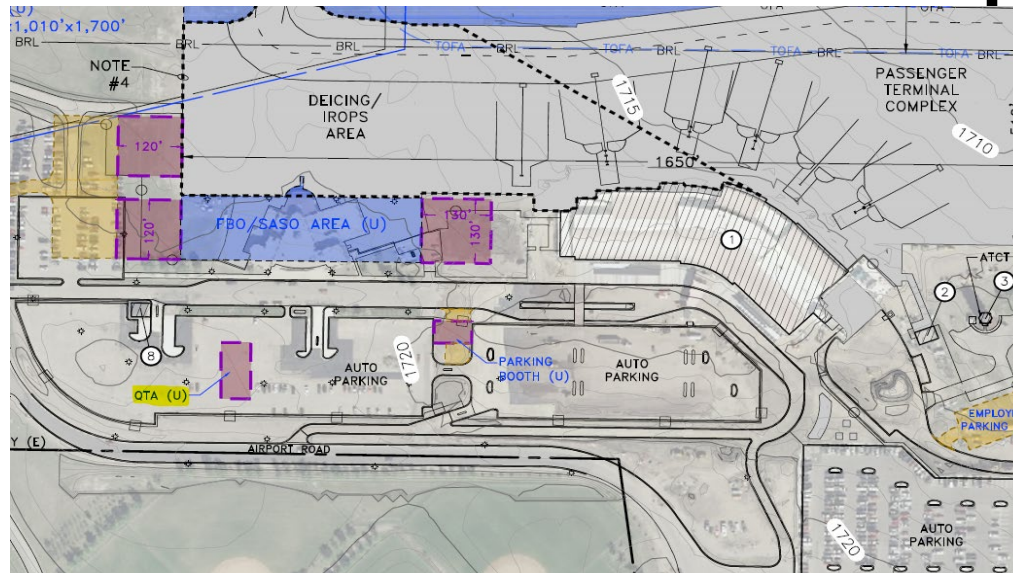 (U)
x1,010'x1,700'
OFA
OFA
BRL
BRL
BRL
TOFA
BRL
TOFA
BRL
TOFA
BRL
TOFA
BRL
NOTE
#4
DEICING/
IROPS
AREA
1715
PASSENGER
TERMINAL
COMPLEX
1710
120'
1650
120'
FBO/SASO AREA (U)
130'
130'
1
ATCT
2
3
8
AUTO
PARKING
1720
PARKING
BOOTH (U)
AUTO
PARKING
QTA (U)
EMPLOY
PARKING
Y (E)
AIRPORT ROAD
AUTO
PARKING
1720